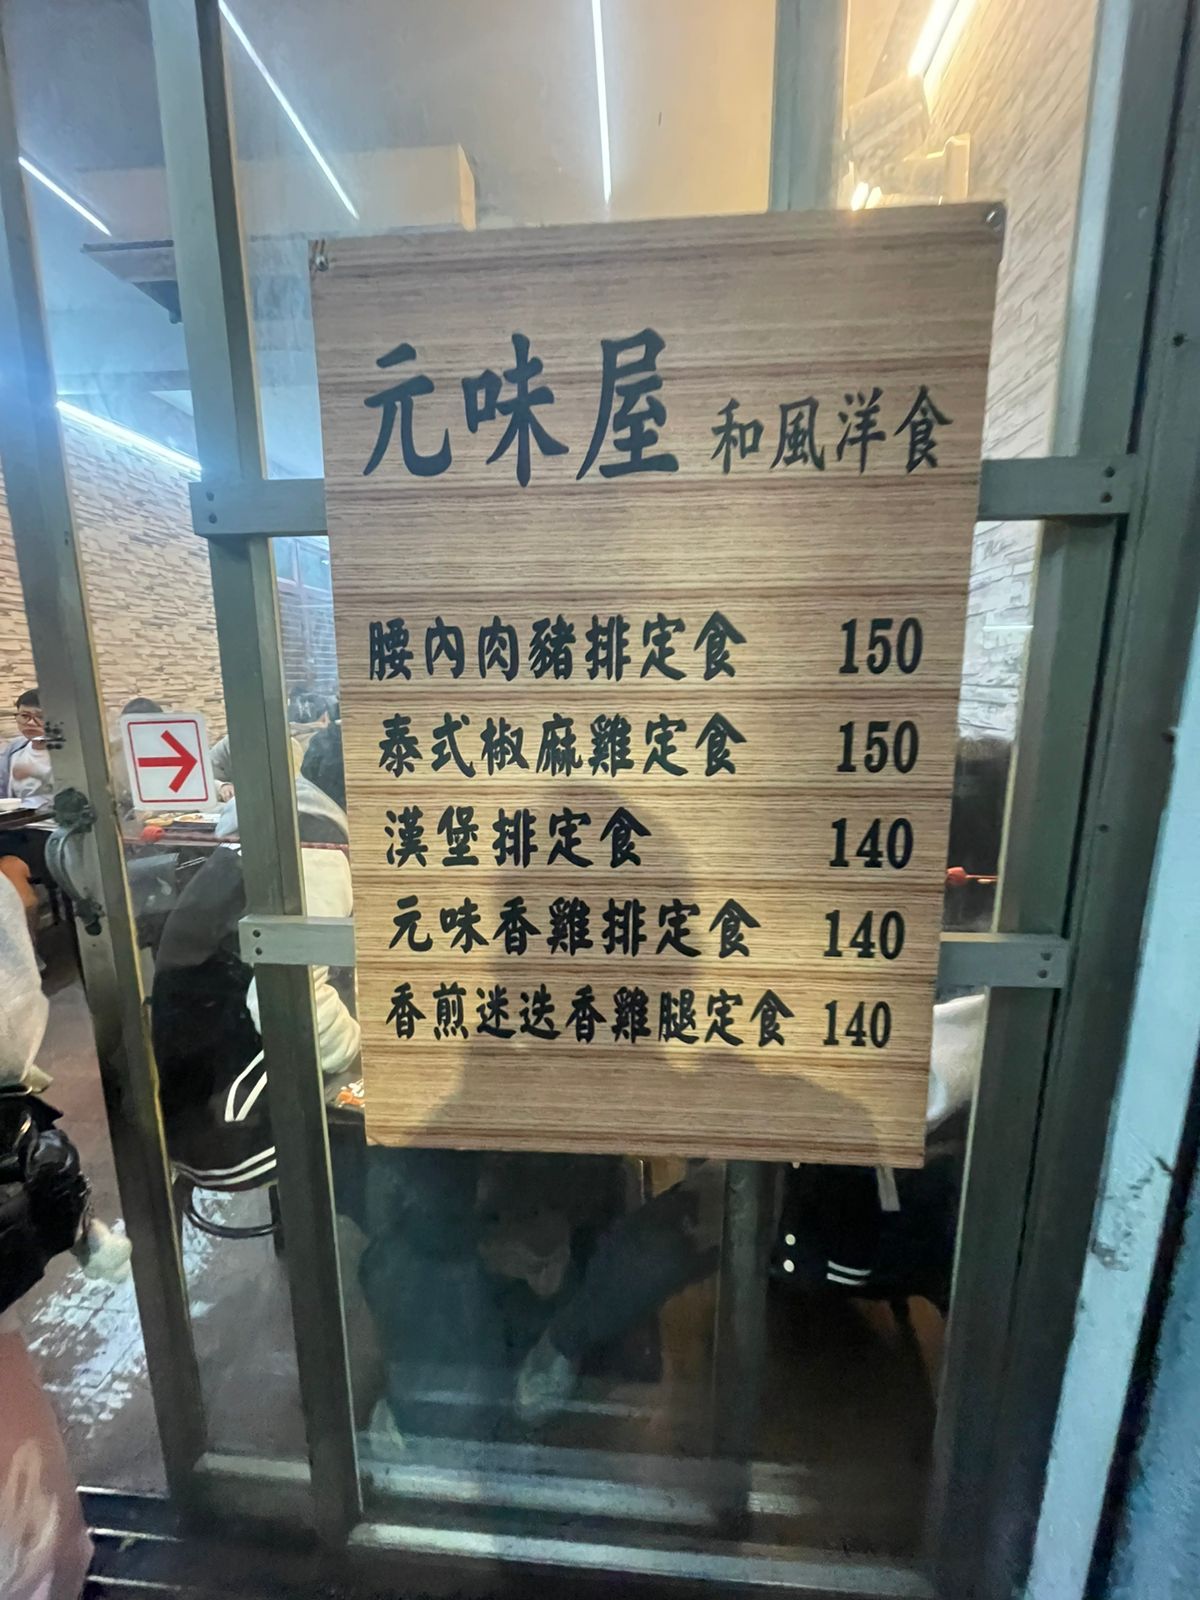 元味屋 和風洋食
腰內肉豬排定食 150
泰式椒麻雞定食 150
漢堡排定食 140
元味香雞排定食 140
香煎迷迭香雞腿定食 140